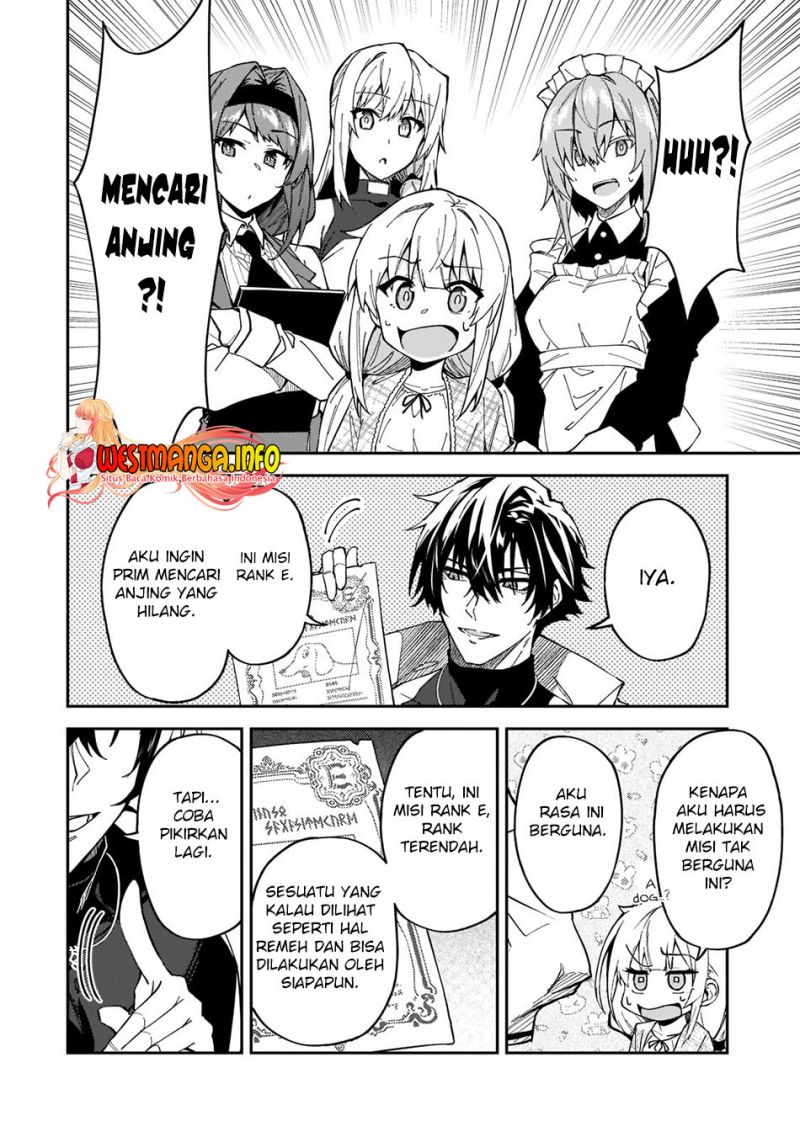 HUH?!
MENCARI
ANJING
?!
WESTMANGA.INFO
Situs Baca Komik Berbahasa Indonesia
IYA.
INI MISI
RANK E.
AKU INGIN
PRIM MENCARI
ANJING YANG
HILANG.
KENAPA
AKU HARUS
MELAKUKAN
MISI TAK
BERGUNA
INI?
A
dOG..?
AKU
RASA INI
BERGUNA.
TENTU, INI
MISI RANK E,
RANK
TERENDAH.
E
SESUATU YANG
KALAU DILIHAT
SEPERTI HAL
REMEH DAN BISA
DILAKUKAN OLEH
SIAPAPUN.
TAPI...
COBA
PIKIRKAN
LAGI.